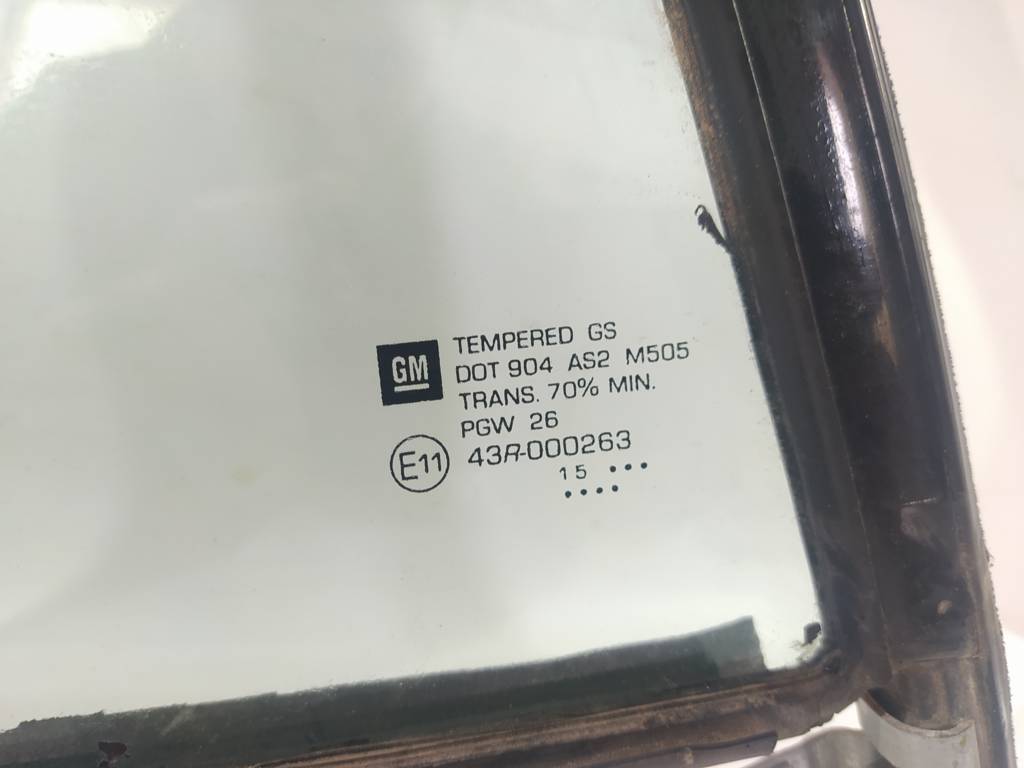 GM
TEMPERED GS
DOT 904 AS2 M505
TRANS. 70% MIN.
PGW 26
E11 43R-000263
15